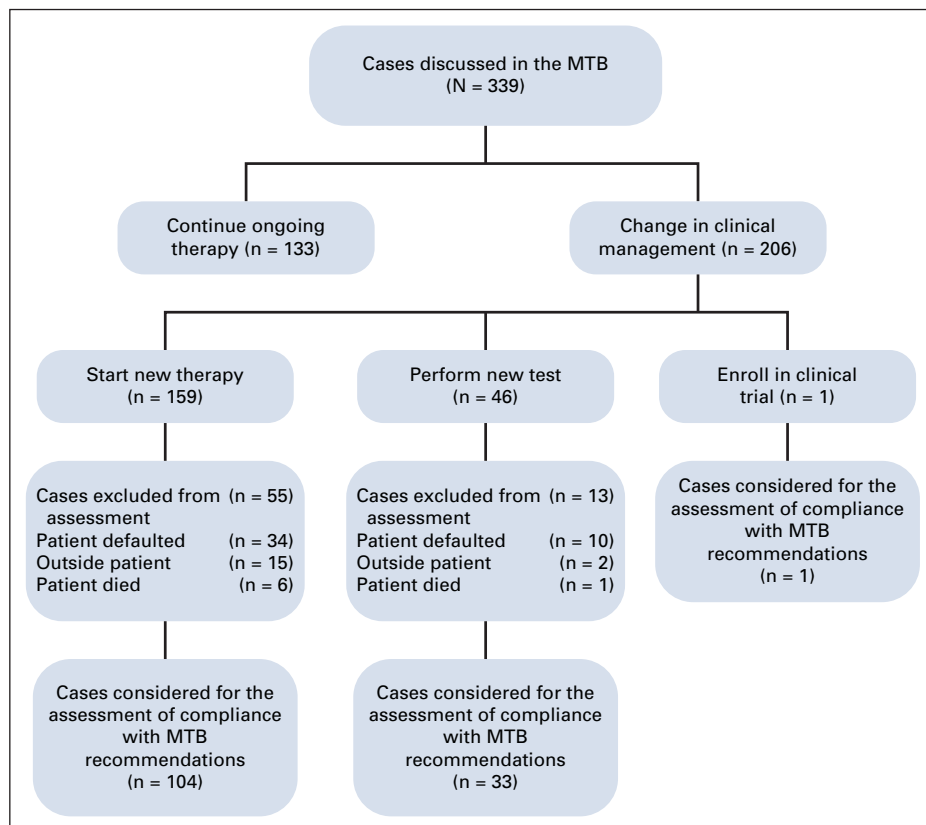 Cases discussed in the MTB
(N = 339)
Continue ongoing
therapy (n = 133)
Change in clinical
management (n = 206)
Start new therapy
(n = 159)
Perform new test
(n = 46)
Enroll in clinical
trial (n = 1)
Cases excluded from (n = 55)
assessment
Patient defaulted (n = 34)
Outside patient (n = 15)
Patient died (n = 6)
Cases excluded from (n = 13)
assessment
Patient defaulted (n = 10)
Outside patient (n = 2)
Patient died (n = 1)
Cases considered for the
assessment of compliance
with MTB
recommendations
(n = 1)
Cases considered for the
assessment of compliance
with MTB
recommendations
(n = 104)
Cases considered for the
assessment of compliance
with MTB
recommendations
(n = 33)